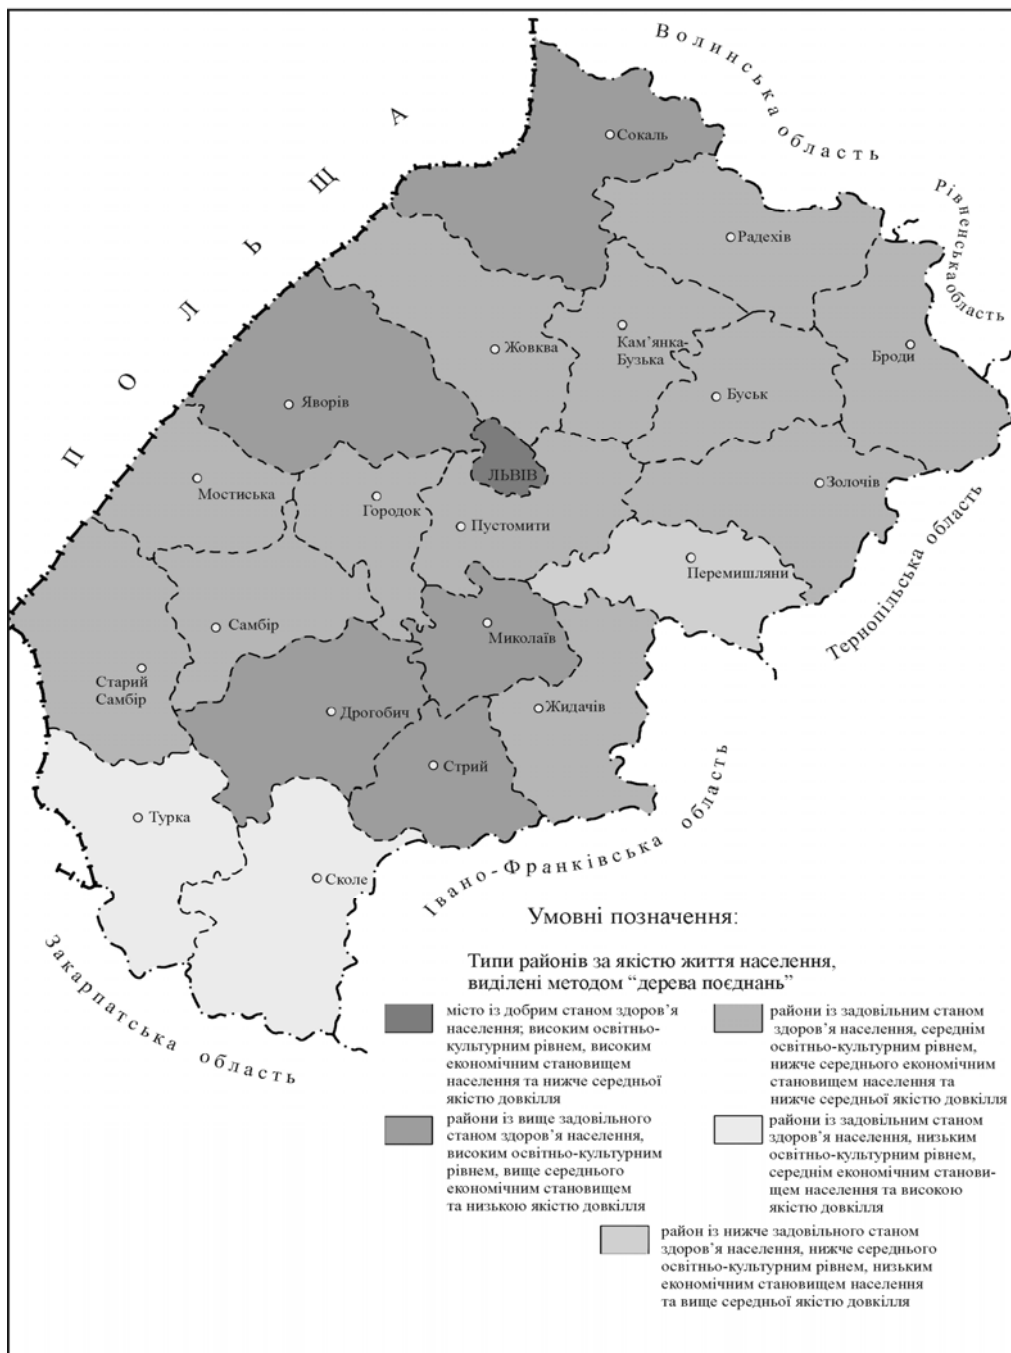 Волинська область
Рівненська область
ПОЛЬЩА
Сокаль
Радехів
Броди
Жовква
Кам’янка-
Бузька
Буськ
Яворів
ЛЬВІВ
Золочів
Мостиська
Городок
Пустомити
Перемишляни
Тернопільська область
Самбір
Миколаїв
Старий
Самбір
Дрогобич
Жидачів
Стрий
Турка
Сколе
Івано-Франківська область
Закарпатська область
Умовні позначення:
Типи районів за якістю життя населення,
виділені методом “дерева поєднань”
місто із добрим станом здоров’я
населення; високим освітньо-
культурним рівнем, високим
економічним становищем
населення та нижче середньої
якістю довкілля
райони із вище задовільного
станом здоров’я населення,
високим освітньо-культурним
рівнем, вище середнього
економічним становищем
та низькою якістю довкілля
райони із задовільним станом
здоров’я населення, середнім
освітньо-культурним рівнем,
нижче середнього економічним
становищем населення та
нижче середньої якістю довкілля
райони із задовільним станом
здоров’я населення, низьким
освітньо-культурним рівнем,
середнім економічним станови-
щем населення та високою
якістю довкілля
район із нижче задовільного станом
здоров’я населення, нижче середнього
освітньо-культурним рівнем, низьким
економічним становищем населення
та вище середньої якістю довкілля